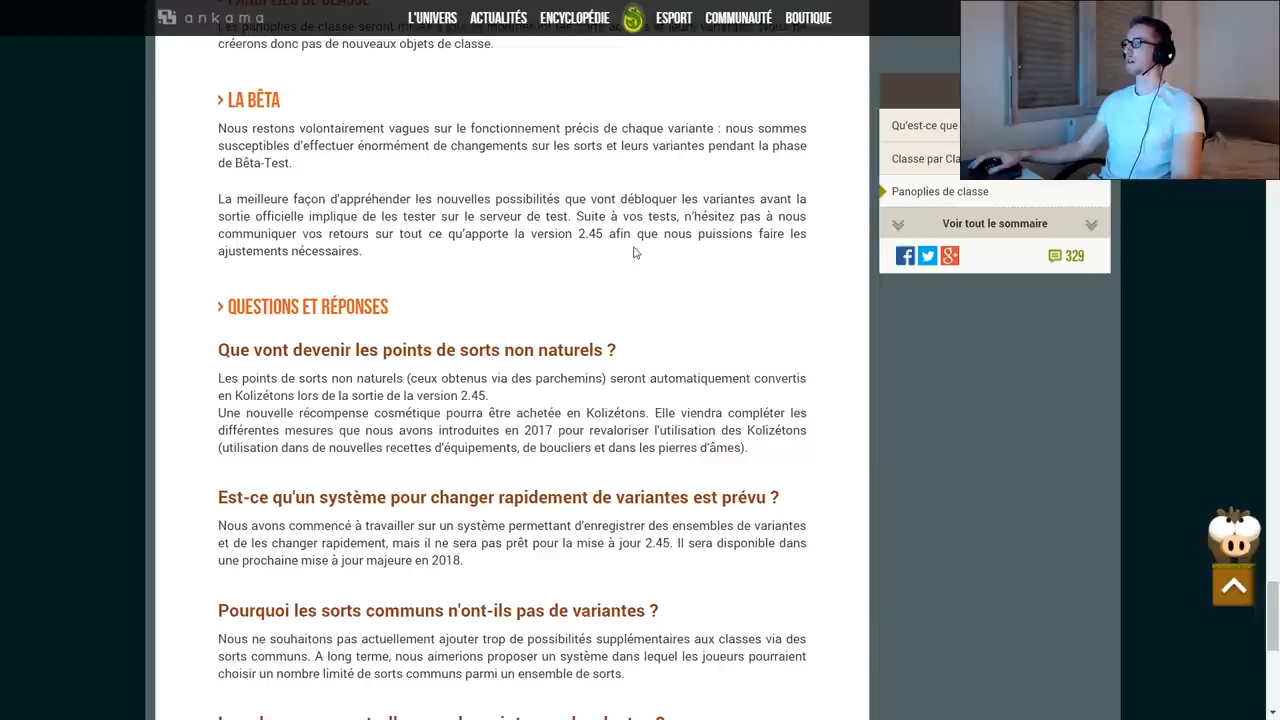 ankama
L'UNIVERS ACTUALITÉS ENCYCLOPÉDIE ESPORT COMMUNAUTÉ BOUTIQUE
créerons donc pas de nouveaux objets de classe.
> LA BÊTA
Nous restons volontairement vagues sur le fonctionnement précis de chaque variante : nous sommes
susceptibles d'effectuer énormément de changements sur les sorts et leurs variantes pendant la phase
de Bêta-Test.
La meilleure façon d'appréhender les nouvelles possibilités que vont débloquer les variantes avant la
sortie officielle implique de les tester sur le serveur de test. Suite à vos tests, n'hésitez pas à nous
communiquer vos retours sur tout ce qu'apporte la version 2.45 afin que nous puissions faire les
ajustements nécessaires.
> QUESTIONS ET RÉPONSES
Que vont devenir les points de sorts non naturels ?
Les points de sorts non naturels (ceux obtenus via des parchemins) seront automatiquement convertis
en Kolizétons lors de la sortie de la version 2.45.
Une nouvelle récompense cosmétique pourra être achetée en Kolizétons. Elle viendra compléter les
différentes mesures que nous avons introduites en 2017 pour revaloriser l'utilisation des Kolizétons
(utilisation dans de nouvelles recettes d'équipements, de boucliers et dans les pierres d'âmes).
Est-ce qu'un système pour changer rapidement de variantes est prévu ?
Nous avons commencé à travailler sur un système permettant d'enregistrer des ensembles de variantes
et de les changer rapidement, mais il ne sera pas prêt pour la mise à jour 2.45. Il sera disponible dans
une prochaine mise à jour majeure en 2018.
Pourquoi les sorts communs n'ont-ils pas de variantes ?
Nous ne souhaitons pas actuellement ajouter trop de possibilités supplémentaires aux classes via des
sorts communs. A long terme, nous aimerions proposer un système dans lequel les joueurs pourraient
choisir un nombre limité de sorts communs parmi un ensemble de sorts.
Qu'est-ce que
Classe par Cla
Panoplies de classe
Voir tout le sommaire
329